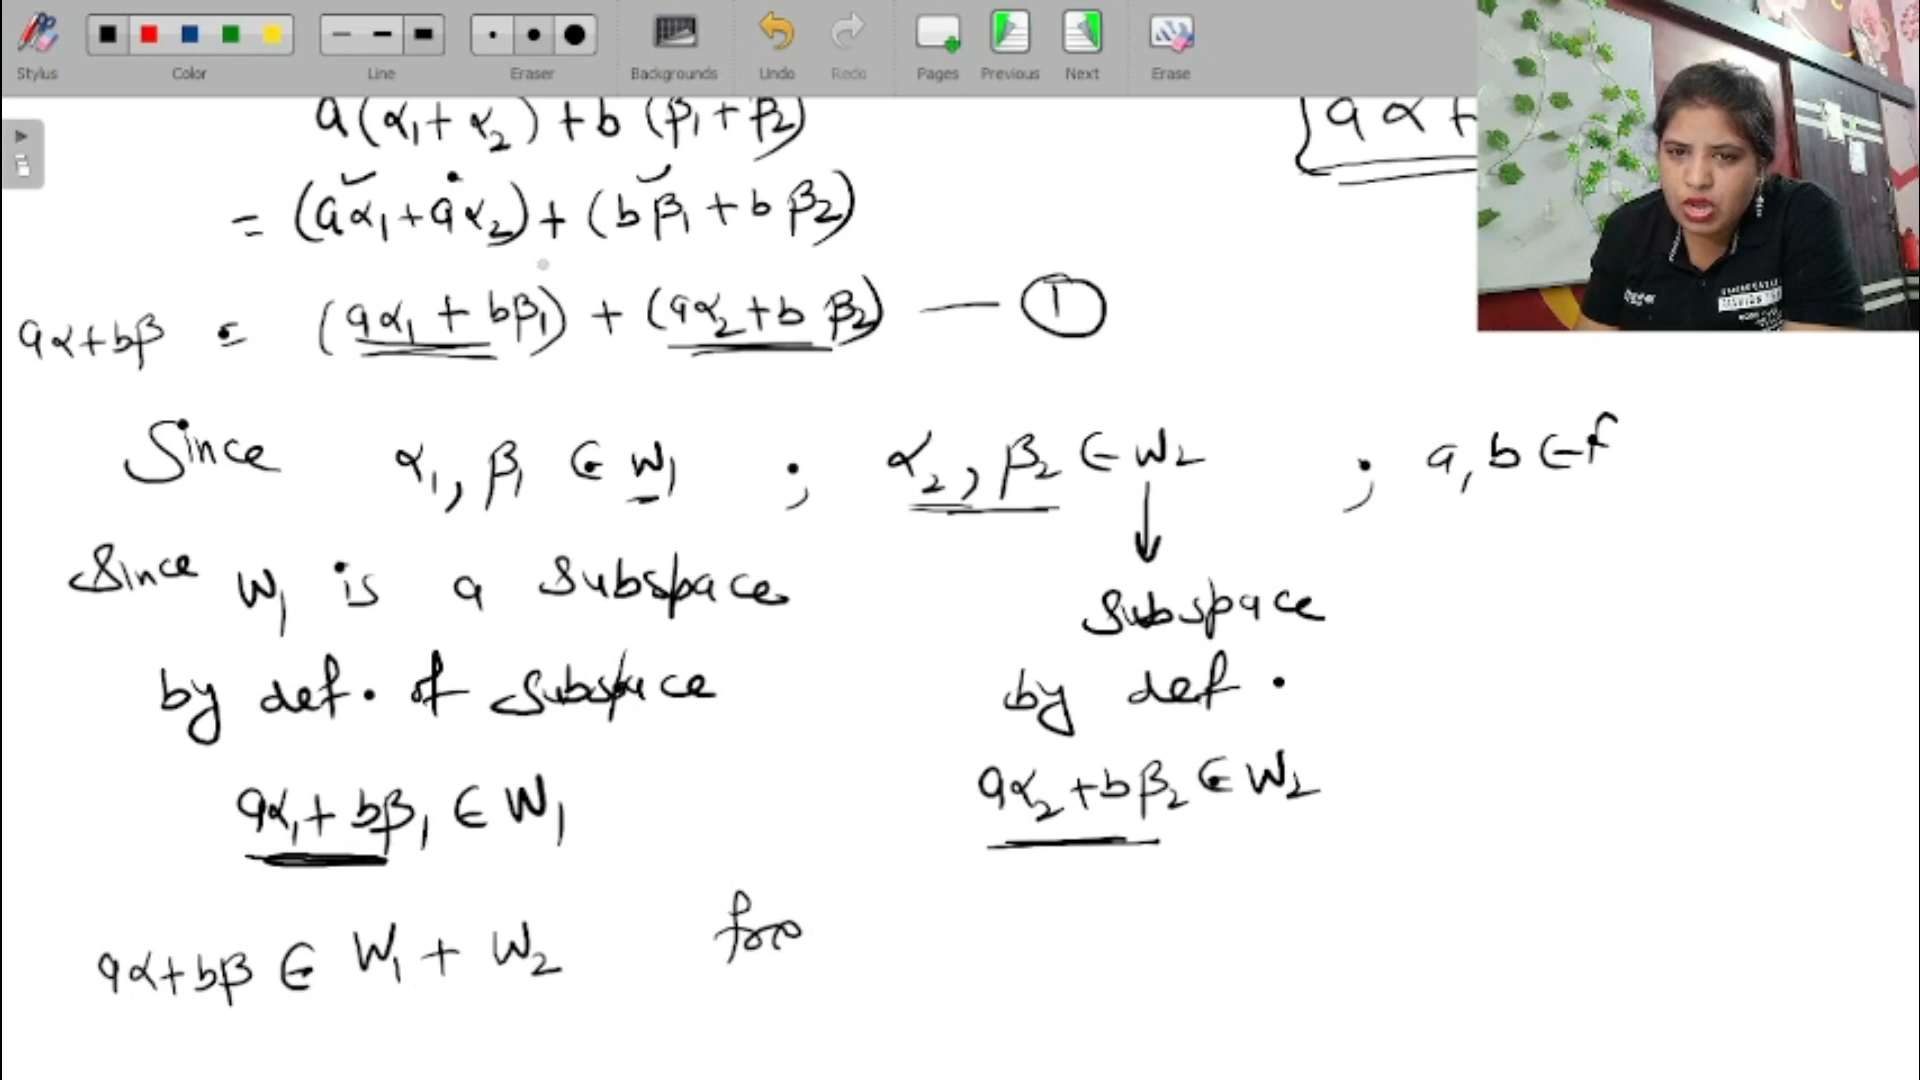 Stylus Color Line Eraser Backgrounds Undo Redo Pages Previous Next Erase
a(α₁+α₂)+b(β₁+β₂)
aα+
= (aα₁+aα₂)+(bβ₁+bβ₂)
aα+bβ = (aα₁+bβ₁)+(aα₂+bβ₂) — ①
Since α₁, β₁ ∈ W₁ ; α₂, β₂ ∈ W₂ ; a, b ∈ F
Since W₁ is a Subspace
↓
Subspace
by def. of Subspace
by def.
aα₁+bβ₁ ∈ W₁
aα₂+bβ₂ ∈ W₂
aα+bβ ∈ W₁+W₂ fro